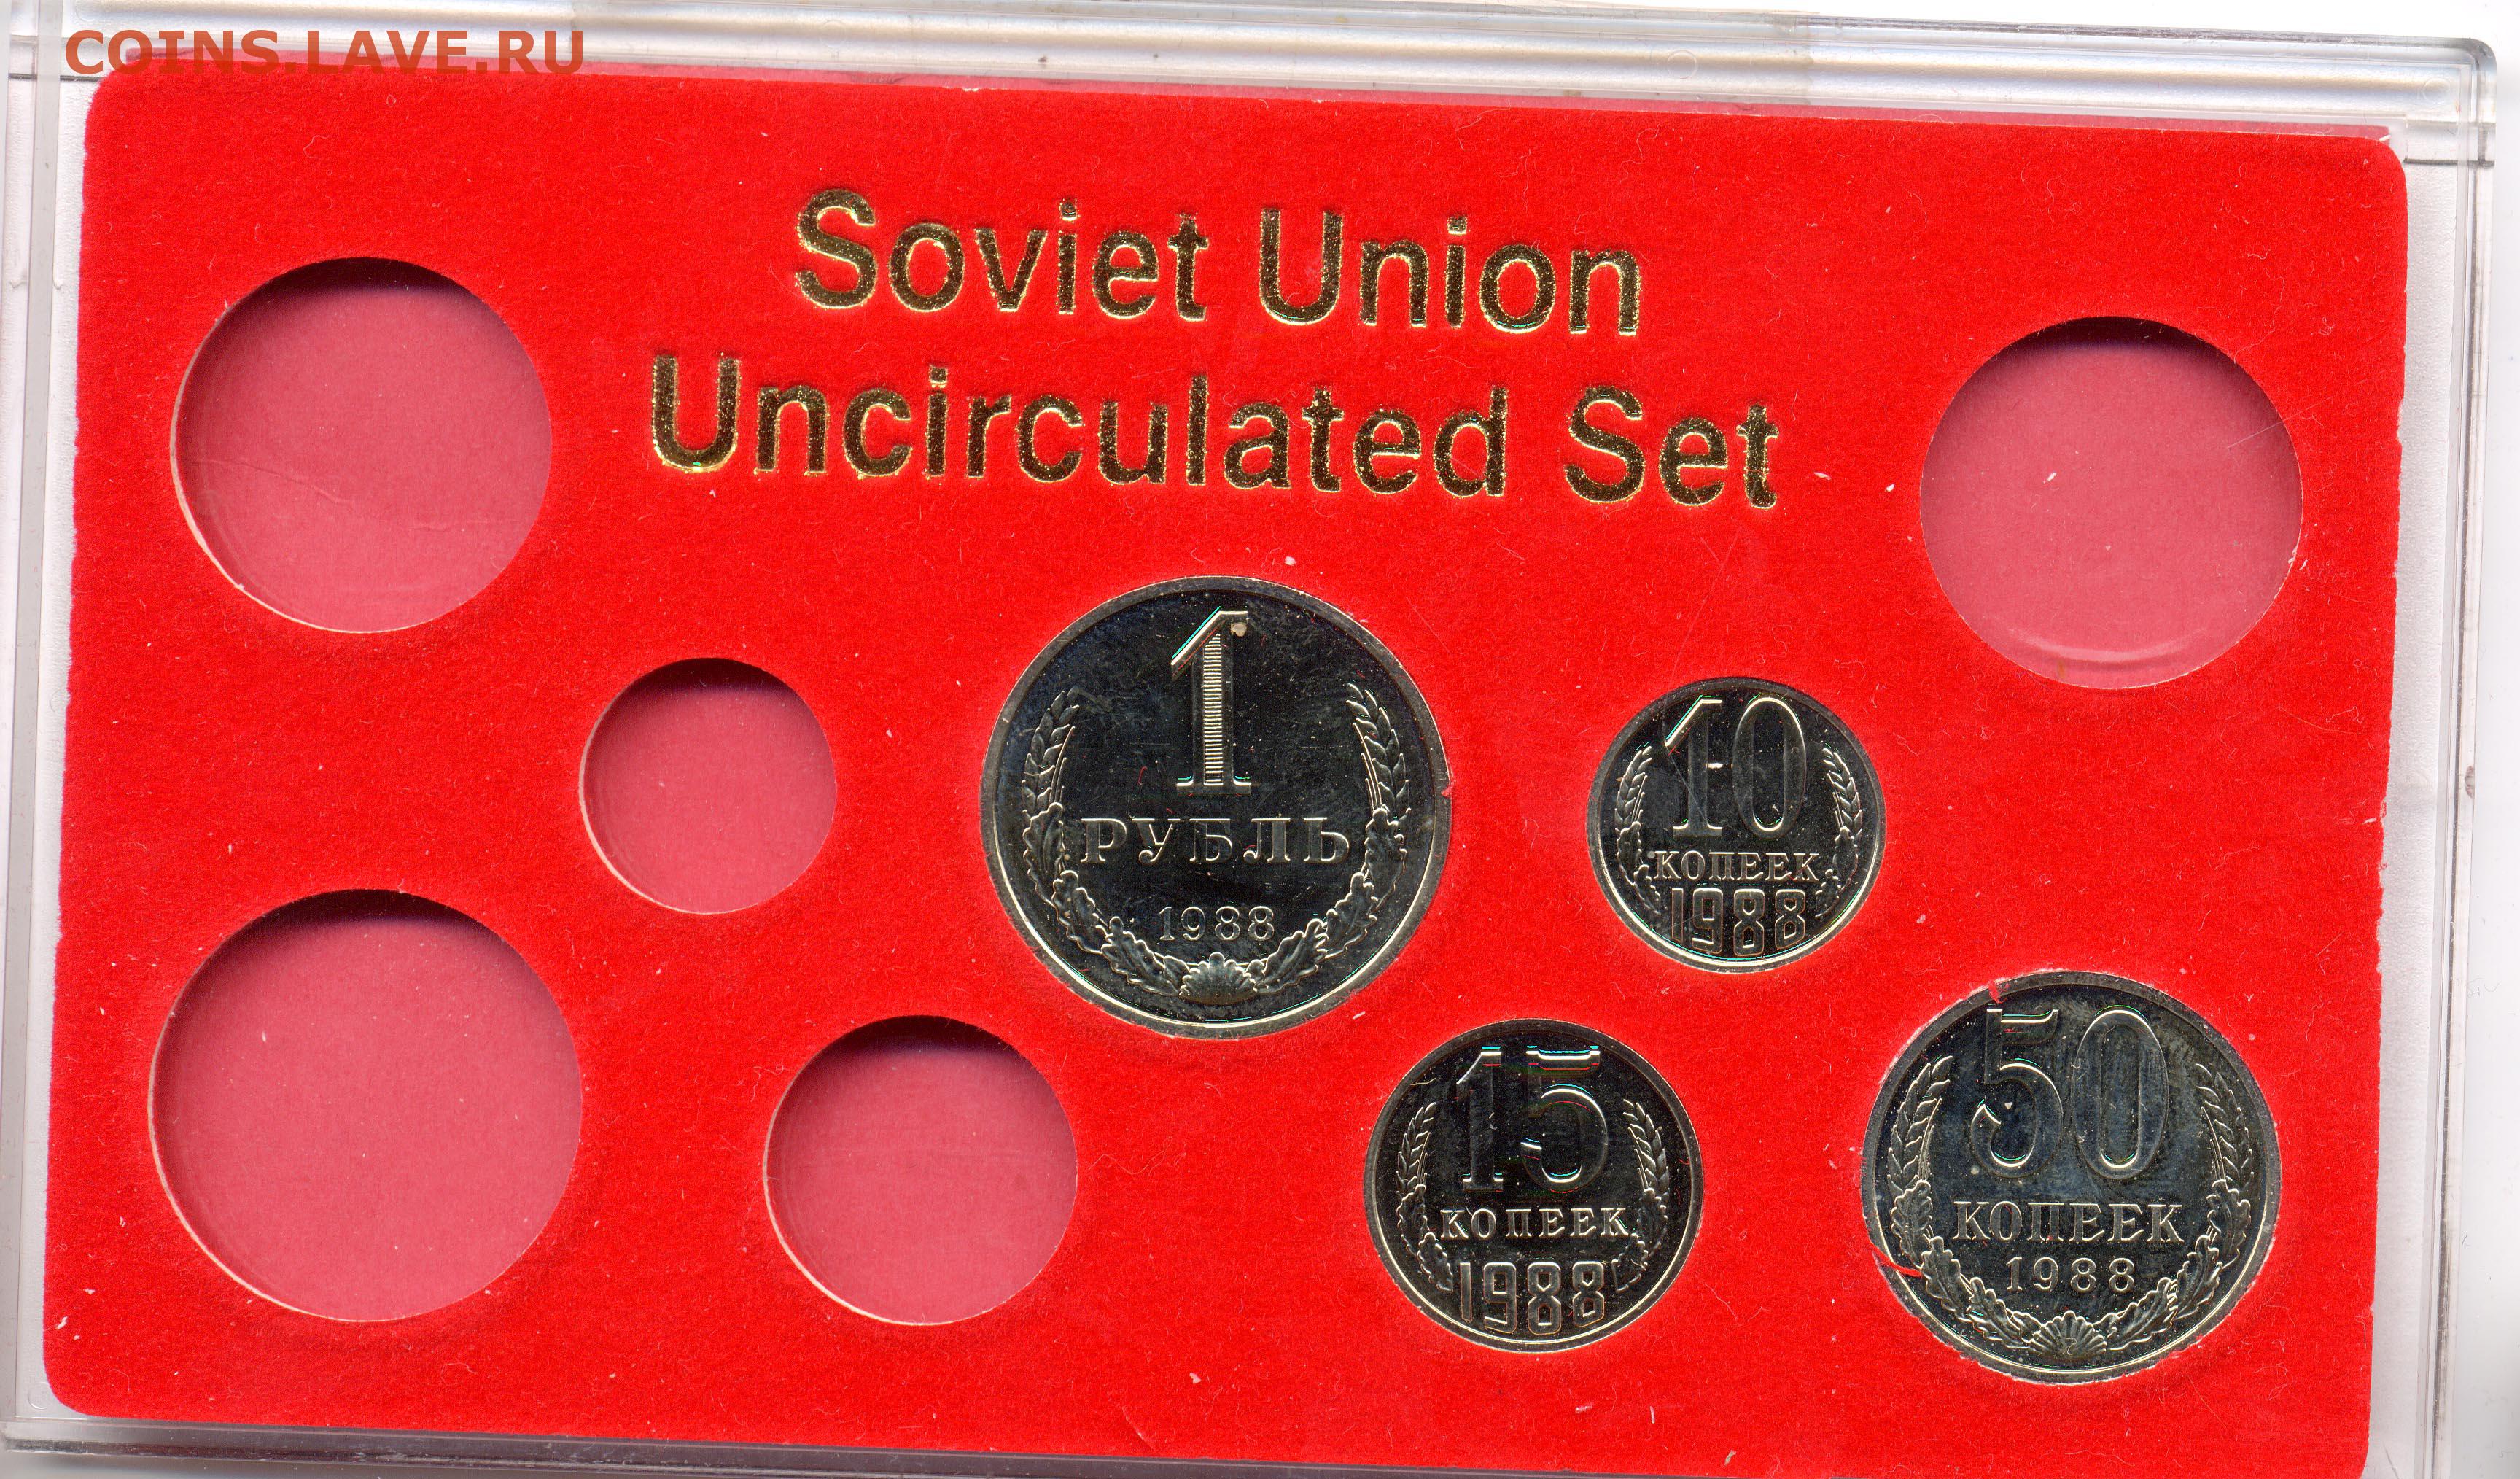 COINS.LAVE.RU
Soviet Union
Uncirculated Set
1
РУБЛЬ
1988
10
КОПЕЕК
1988
15
КОПЕЕК
1988
50
КОПЕЕК
1988